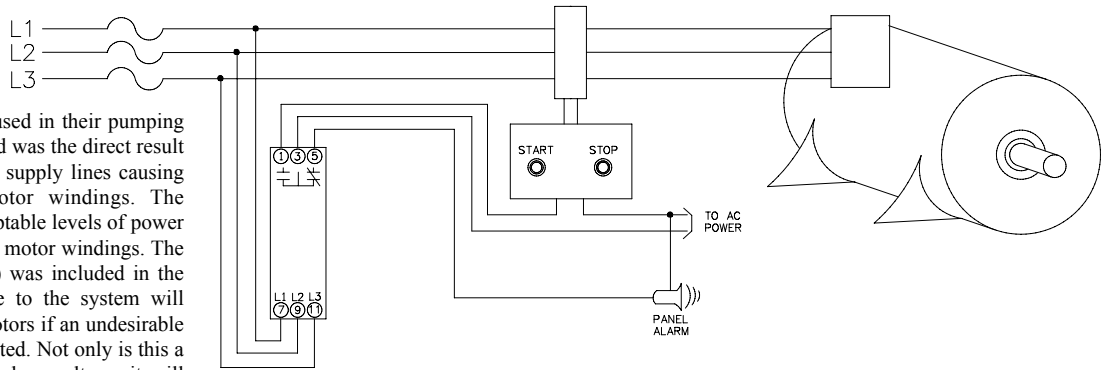 L1
L2
L3
used in their pumping
d was the direct result
supply lines causing
otor windings. The
ptable levels of power
motor windings. The
) was included in the
e to the system will
otors if an undesirable
ted. Not only is this a
1 3 5
START STOP
TO AC
POWER
L1 L2 L3
7 9 11
PANEL
ALARM